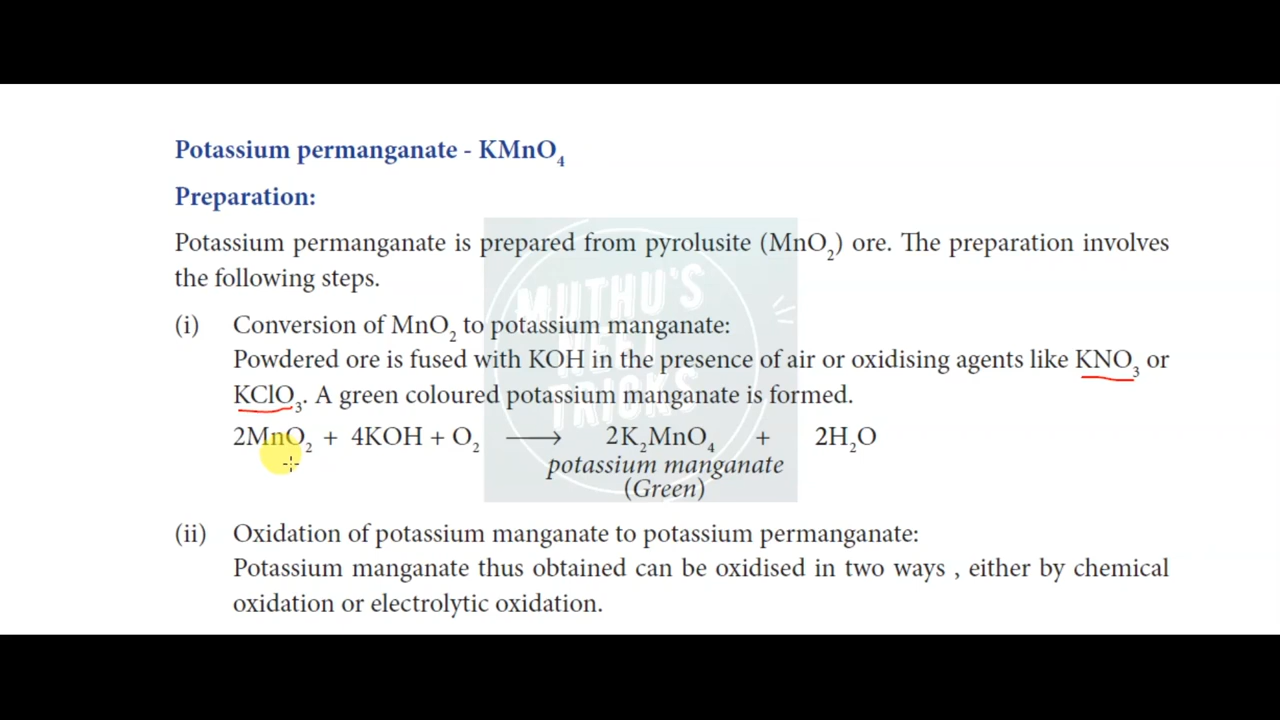 Potassium permanganate - KMnO₄
Preparation:
Potassium permanganate is prepared from pyrolusite (MnO₂) ore. The preparation involves
the following steps.
(i) Conversion of MnO₂ to potassium manganate:
Powdered ore is fused with KOH in the presence of air or oxidising agents like KNO₃ or
KClO₃. A green coloured potassium manganate is formed.
2MnO₂ + 4KOH + O₂ ⟶ 2K₂MnO₄ + 2H₂O
potassium manganate
(Green)
(ii) Oxidation of potassium manganate to potassium permanganate:
Potassium manganate thus obtained can be oxidised in two ways , either by chemical
oxidation or electrolytic oxidation.
MUTHU'S
NEET
TRICKS